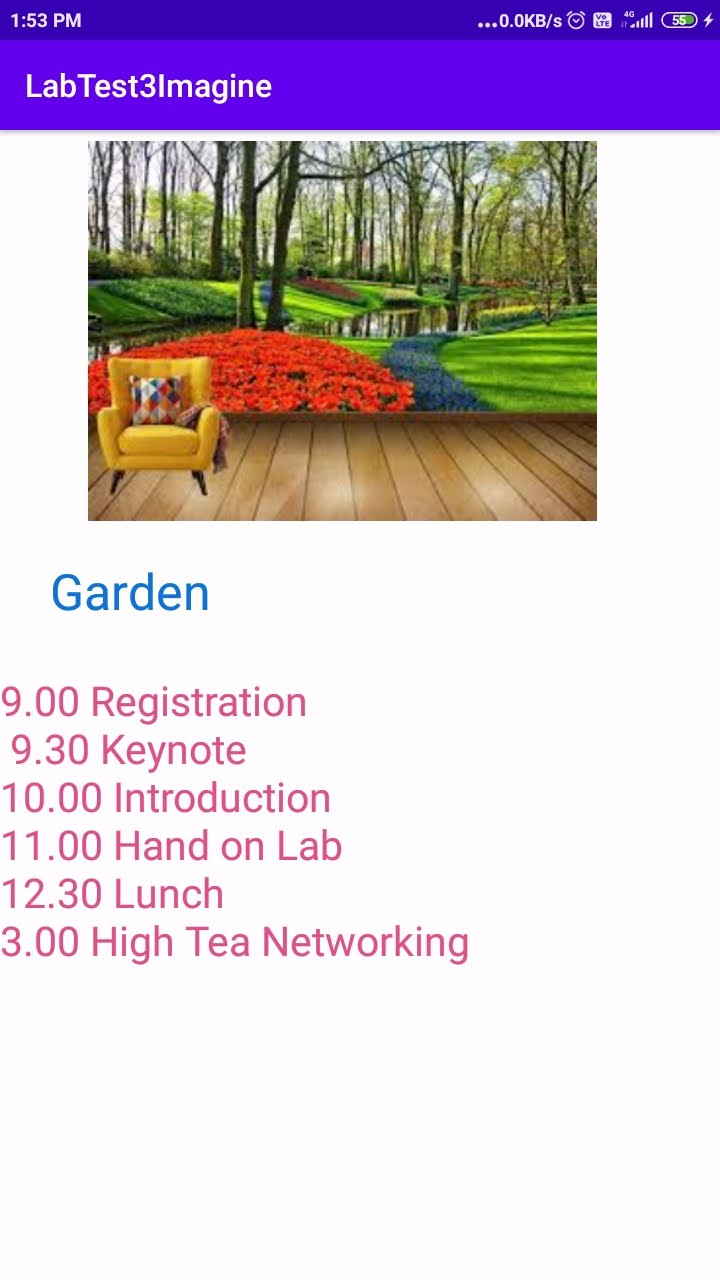 1:53 PM ...0.0KB/s Vo LTE 4G 55
LabTest3Imagine
Garden
9.00 Registration
9.30 Keynote
10.00 Introduction
11.00 Hand on Lab
12.30 Lunch
3.00 High Tea Networking